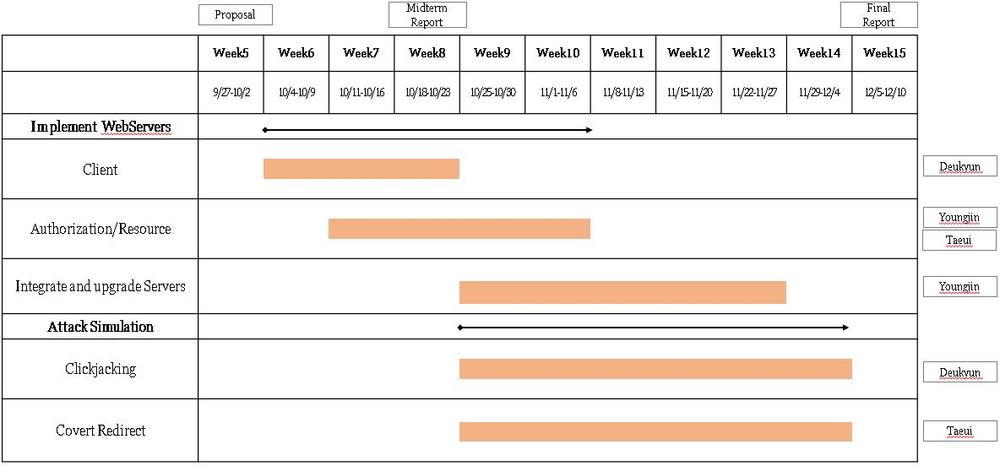 Proposal
Midterm
Report
Final
Report
Week5 Week6 Week7 Week8 Week9 Week10 Week11 Week12 Week13 Week14 Week15
9/27-10/2 10/4-10/9 10/11-10/16 10/18-10/23 10/25-10/30 11/1-11/6 11/8-11/13 11/15-11/20 11/22-11/27 11/29-12/4 12/5-12/10
Implement WebServers
Client
Deukyun
Authorization/Resource
Youngjin
Taeui
Integrate and upgrade Servers
Youngjin
Attack Simulation
Clickjacking
Deukyun
Covert Redirect
Taeui